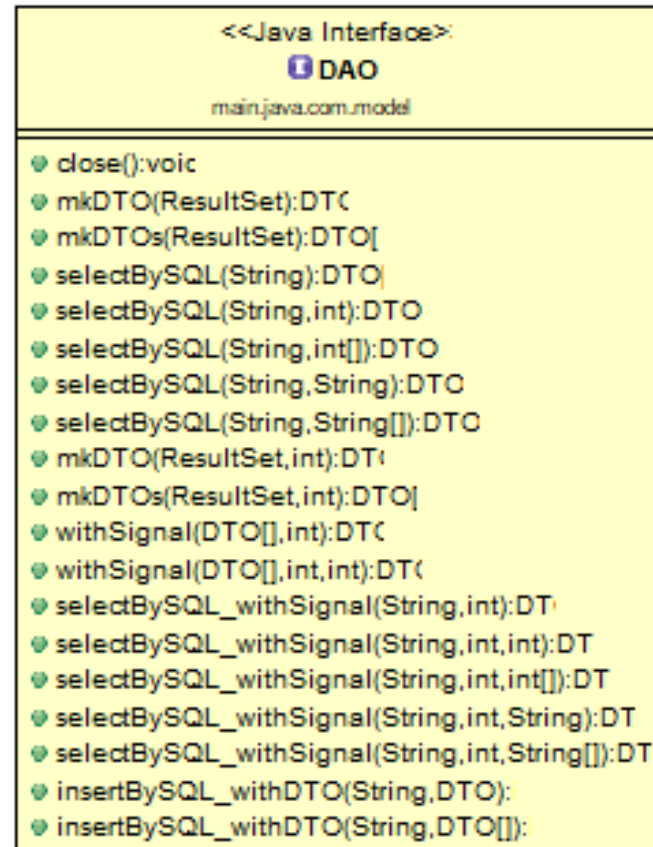 <<Java Interface>>
I DAO
main.java.com.model
close():voic
mkDTO(ResultSet):DT(
mkDTOs(ResultSet):DTO[
selectBySQL(String):DTO|
selectBySQL(String,int):DTO
selectBySQL(String,int[]):DTO
selectBySQL(String,String):DTO
selectBySQL(String,String[]):DTO
mkDTO(ResultSet,int):DT(
mkDTOs(ResultSet,int):DTO[
withSignal(DTO[],int):DT(
withSignal(DTO[],int,int):DT(
selectBySQL_withSignal(String,int):DT
selectBySQL_withSignal(String,int,int):DT
selectBySQL_withSignal(String,int,int[]):DT
selectBySQL_withSignal(String,int,String):DT
selectBySQL_withSignal(String,int,String[]):DT
insertBySQL_withDTO(String,DTO):
insertBySQL_withDTO(String,DTO[]):